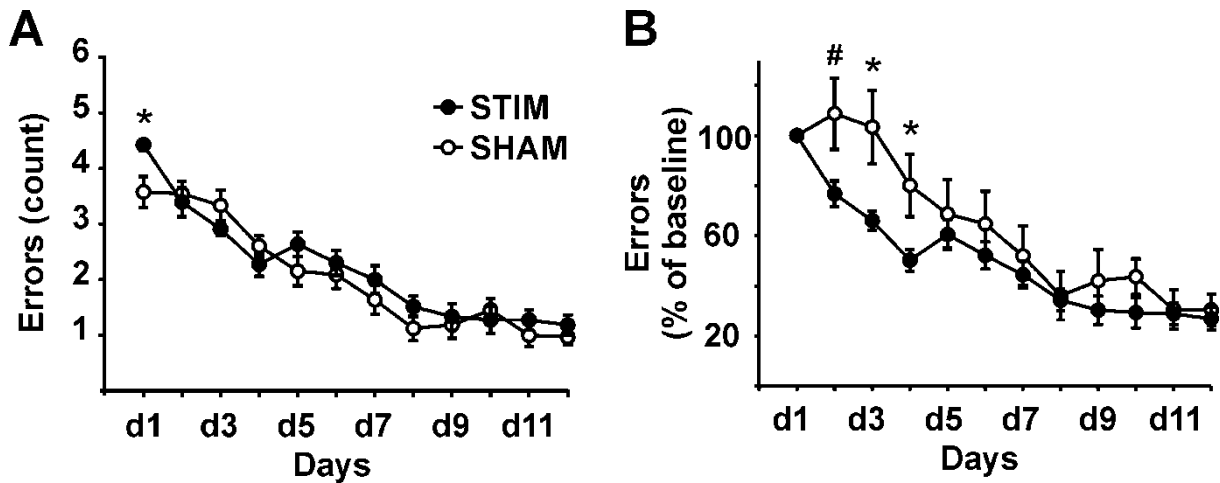 A
Errors (count)
6
5
4
3
2
1
*
STIM
SHAM
d1 d3 d5 d7 d9 d11
Days
B
Errors
(% of baseline)
100
60
20
#
*
*
d1 d3 d5 d7 d9 d11
Days